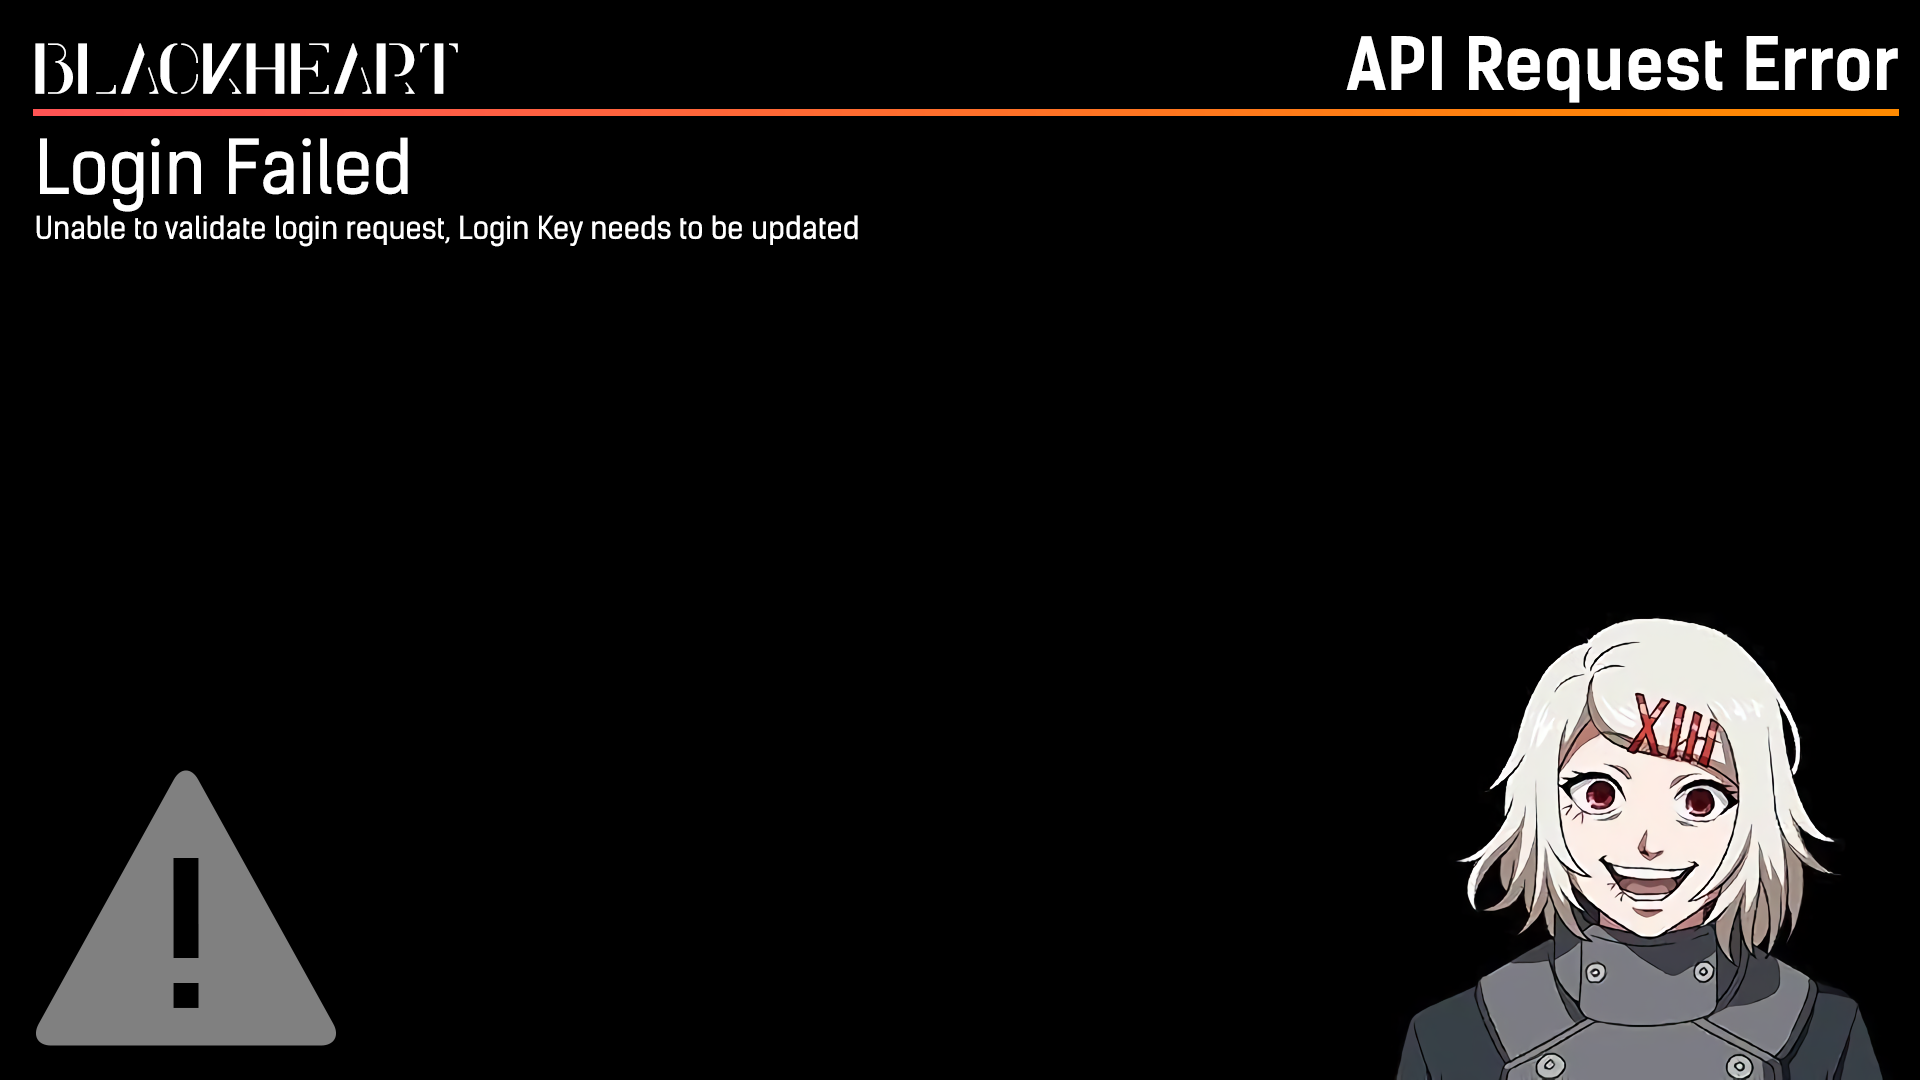 BLACKHEART
API Request Error
Login Failed
Unable to validate login request, Login Key needs to be updated
!
XIII